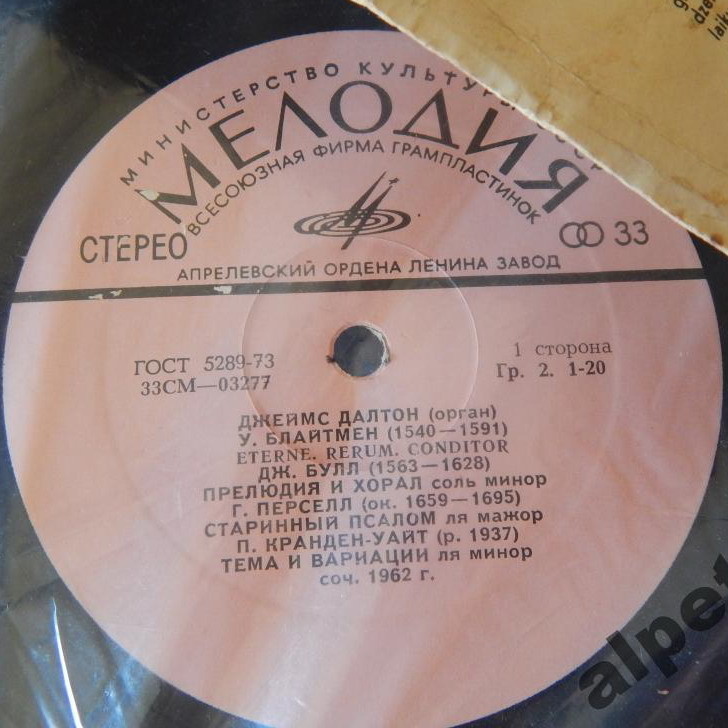 МИНИСТЕРСТВО КУЛЬТУРЫ СССР
МЕЛОДИЯ
ВСЕСОЮЗНАЯ ФИРМА ГРАМПЛАСТИНОК
СТЕРЕО
33
АПРЕЛЕВСКИЙ ОРДЕНА ЛЕНИНА ЗАВОД
ГОСТ 5289-73
33СМ—03277
1 сторона
Гр. 2. 1-20
ДЖЕЙМС ДАЛТОН (орган)
У. БЛАЙТМЕН (1540—1591)
ETERNE. RERUM. CONDITOR
ДЖ. БУЛЛ (1563—1628)
ПРЕЛЮДИЯ И ХОРАЛ соль минор
Г. ПЕРСЕЛЛ (ок. 1659—1695)
СТАРИННЫЙ ПСАЛОМ ля мажор
П. КРАНДЕН-УАЙТ (р. 1937)
ТЕМА И ВАРИАЦИИ ля минор
соч. 1962 г.
alpet